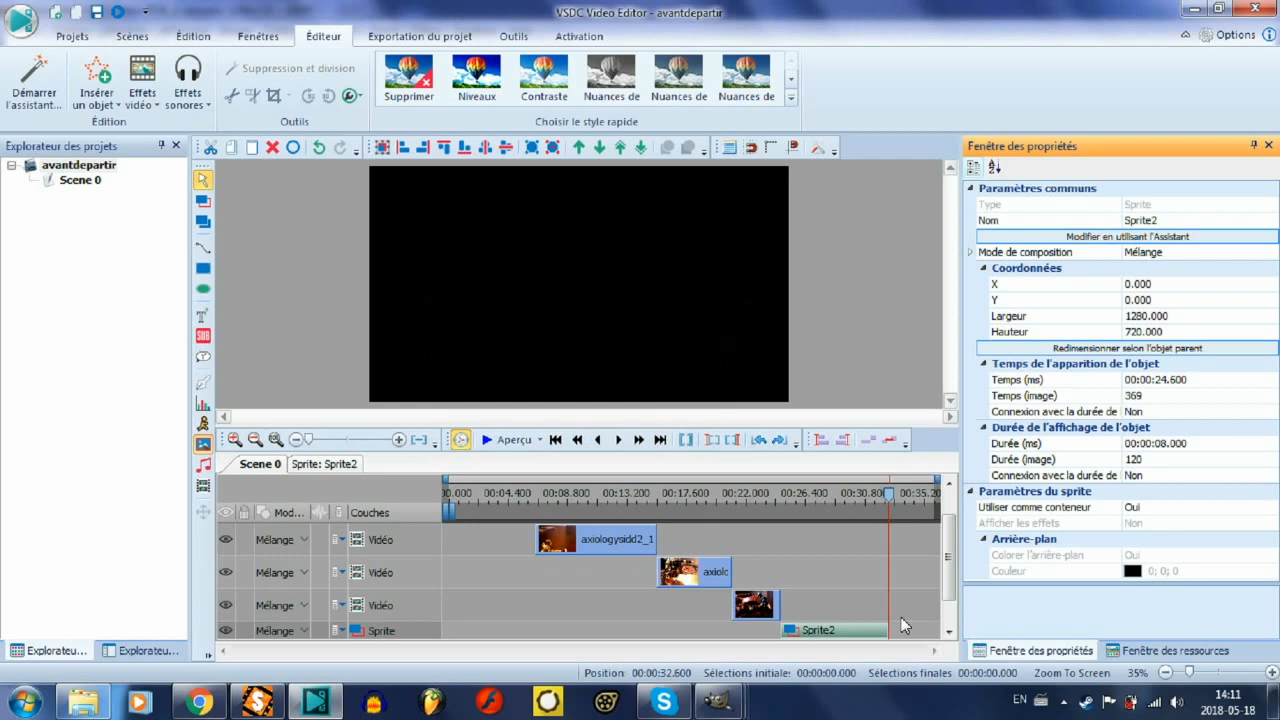 VSDC Video Editor - avantdepartir
Projets Scènes Édition Fenêtres Éditeur Exportation du projet Outils Activation Options
Démarrer l'assistant...
Insérer un objet
Effets vidéo
Effets sonores
Suppression et division
Supprimer Niveaux Contraste Nuances de Nuances de Nuances de
Édition Outils Choisir le style rapide
Explorateur des projets
avantdepartir
Scene 0
SUB
T
Aperçu
Scene 0 Sprite: Sprite2
00.000 00:04.400 00:08.800 00:13.200 00:17.600 00:22.000 00:26.400 00:30.800 00:35.20
Mod... Couches
Mélange Vidéo axiologysidd2_1
Mélange Vidéo axiolo
Mélange Vidéo
Mélange Sprite Sprite2
Fenêtre des propriétés
Paramètres communs
Type Sprite
Nom Sprite2
Modifier en utilisant l'Assistant
Mode de composition Mélange
Coordonnées
X 0.000
Y 0.000
Largeur 1280.000
Hauteur 720.000
Redimensionner selon l'objet parent
Temps de l'apparition de l'objet
Temps (ms) 00:00:24.600
Temps (image) 369
Connexion avec la durée de Non
Durée de l'affichage de l'objet
Durée (ms) 00:00:08.000
Durée (image) 120
Connexion avec la durée de Non
Paramètres du sprite
Utiliser comme conteneur Oui
Afficher les effets Non
Arrière-plan
Colorer l'arrière-plan Oui
Couleur 0; 0; 0
Explorateur... Explorateu... Fenêtre des propriétés Fenêtre des ressources
Position: 00:00:32.600 Sélections initiale: 00:00:00.000 Sélections finales 00:00:00.000 Zoom To Screen 35%
EN 14:11
2018-05-18